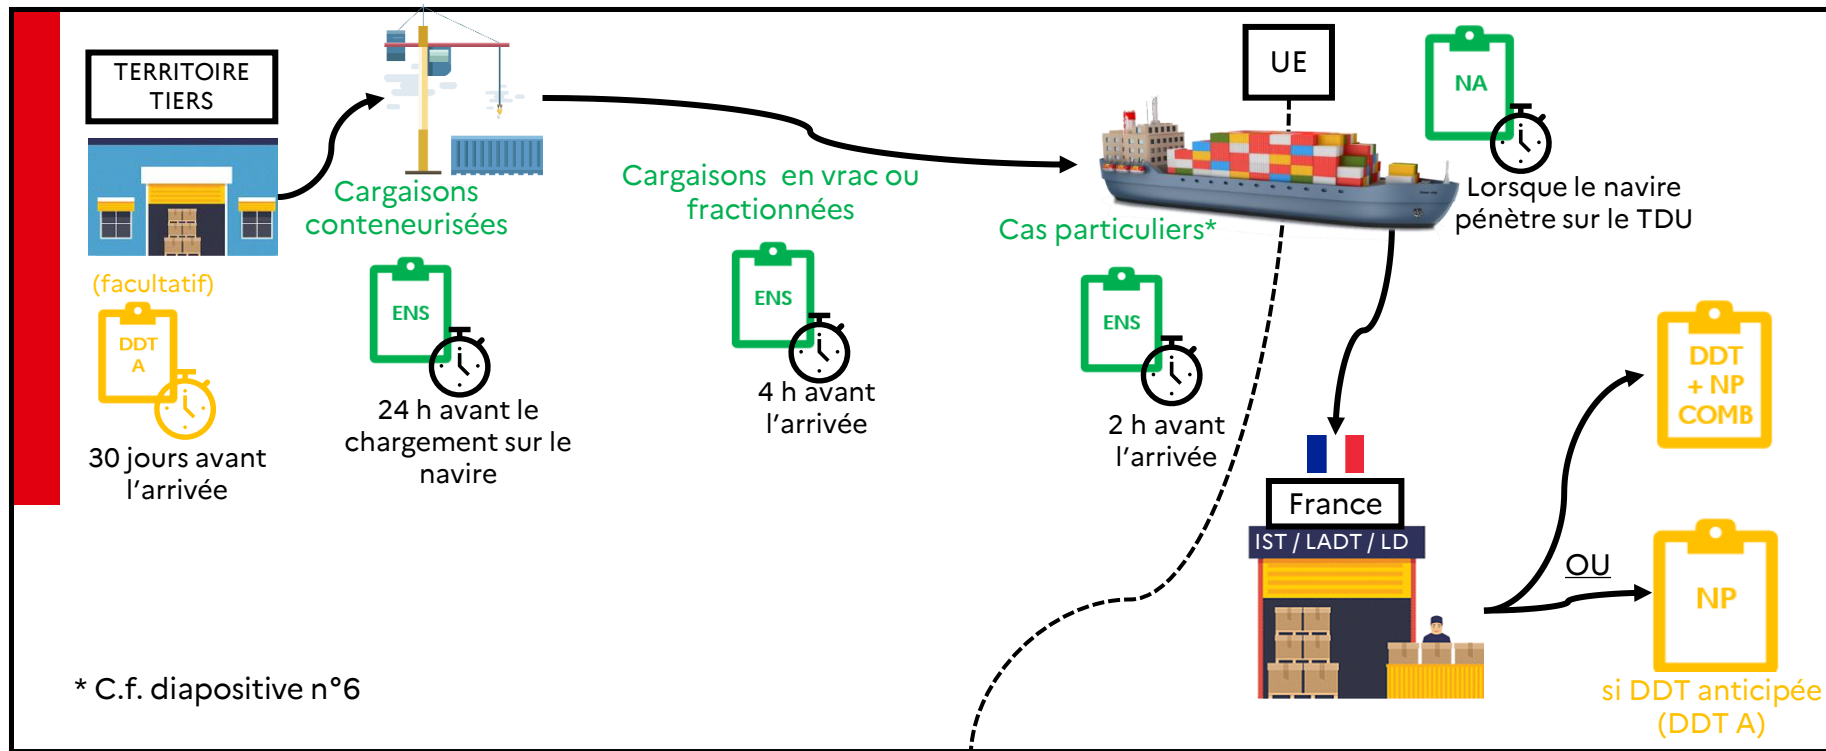 TERRITOIRE
TIERS
(facultatif)
DDT
A
30 jours avant
l'arrivée
Cargaisons
conteneurisées
ENS
24 h avant le
chargement sur le
navire
Cargaisons en vrac ou
fractionnées
ENS
4 h avant
l'arrivée
Cas particuliers*
ENS
2 h avant
l'arrivée
UE
NA
Lorsque le navire
pénètre sur le TDU
France
IST / LADT / LD
DDT
+ NP
COMB
OU
NP
si DDT anticipée
(DDT A)
* C.f. diapositive n°6